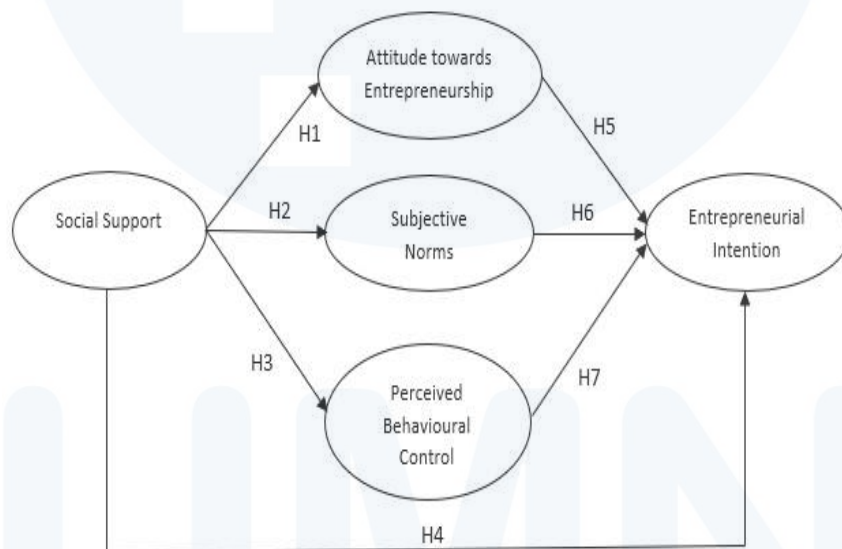 Attitude towards
Entrepreneurship
H1
H5
Social Support
H2
Subjective
Norms
H6
Entrepreneurial
Intention
H3
Perceived
Behavioural
Control
H7
H4
UMN